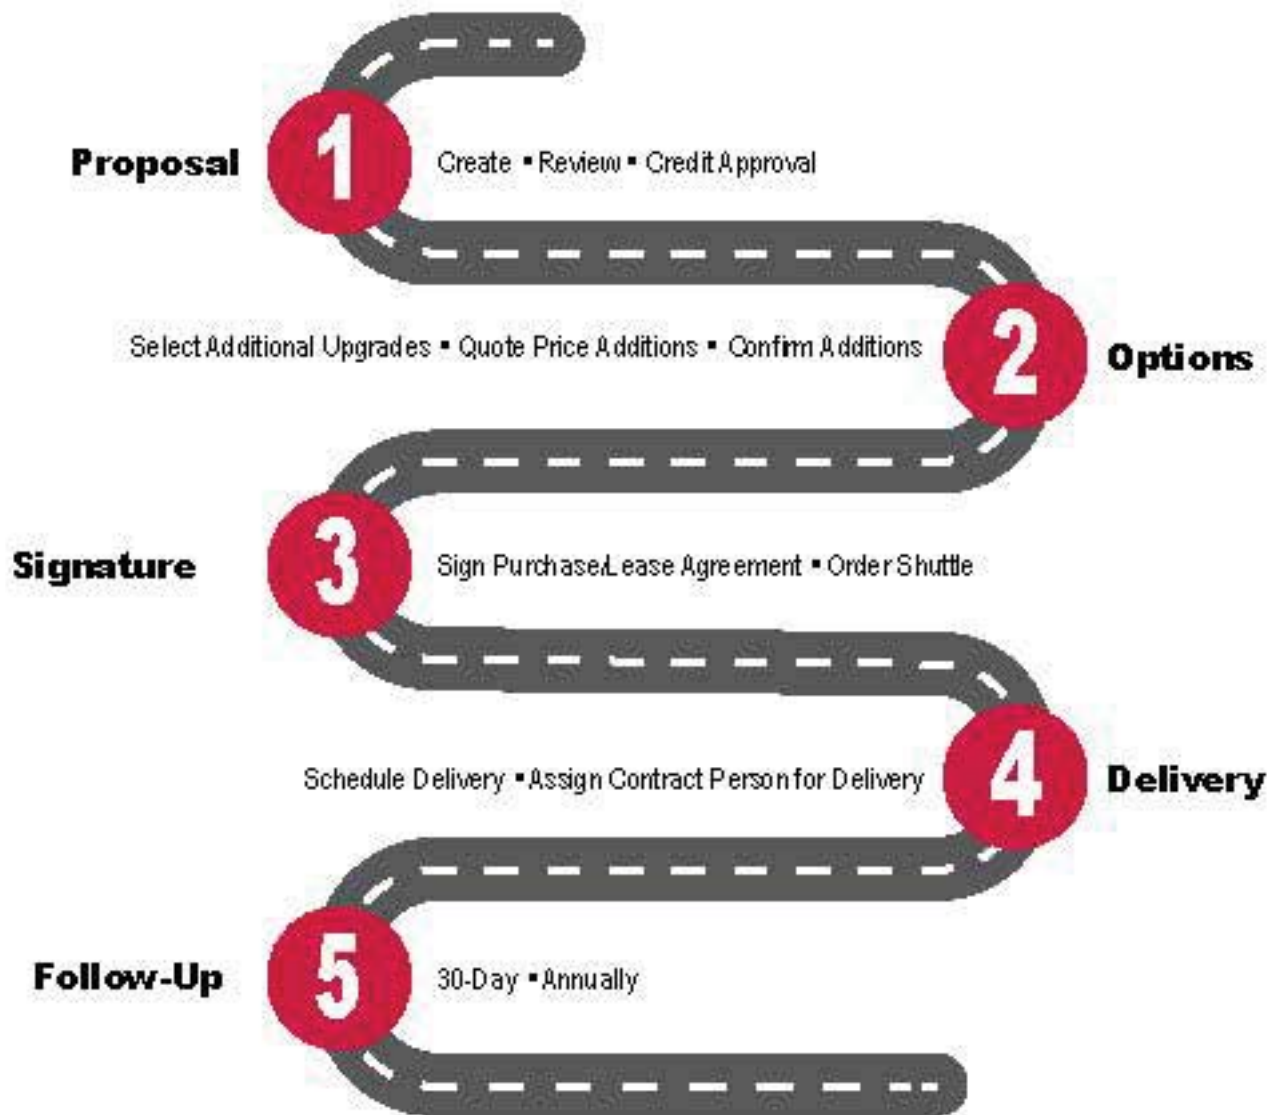 Proposal 1 Create ▪ Review ▪ Credit Approval
Select Additional Upgrades ▪ Quote Price Additions ▪ Confirm Additions 2 Options
Signature 3 Sign Purchase/Lease Agreement ▪ Order Shuttle
Schedule Delivery ▪ Assign Contract Person for Delivery 4 Delivery
Follow-Up 5 30-Day ▪ Annually